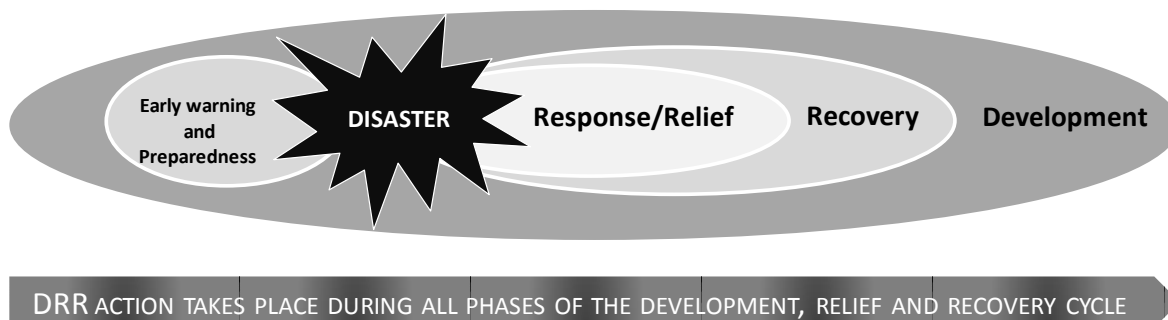 Early warning
and
Preparedness
DISASTER
Response/Relief
Recovery
Development
DRR ACTION TAKES PLACE DURING ALL PHASES OF THE DEVELOPMENT, RELIEF AND RECOVERY CYCLE